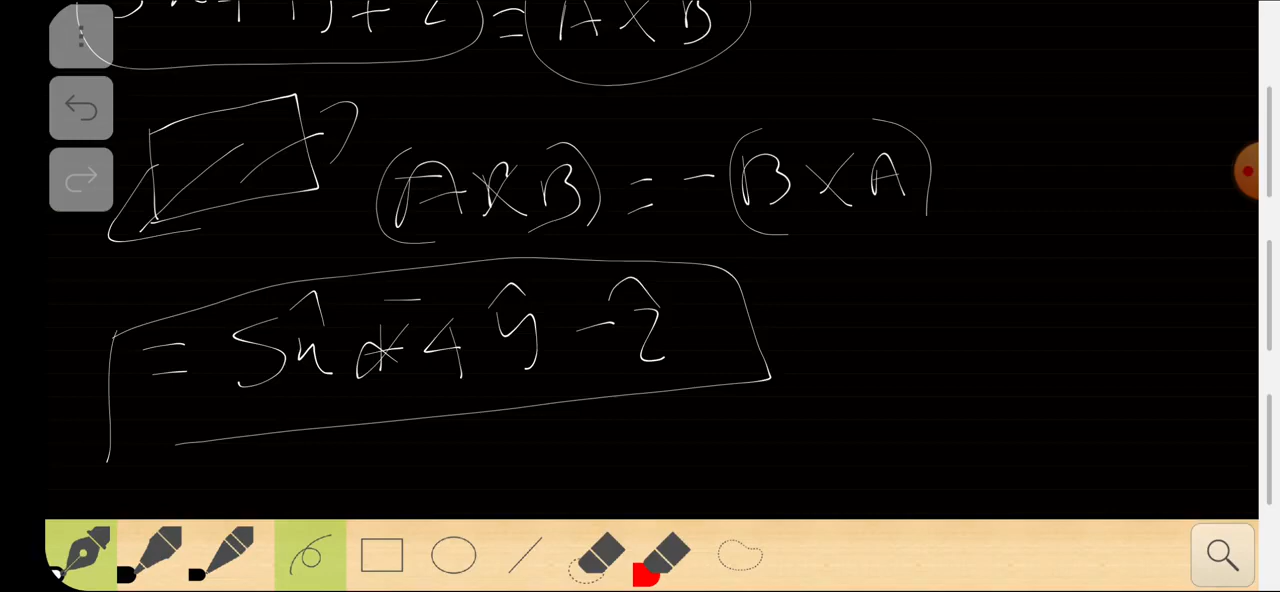 + 2 = A × B
(A × B) = - (B × A)
= 5x̂ - 4ŷ - ẑ